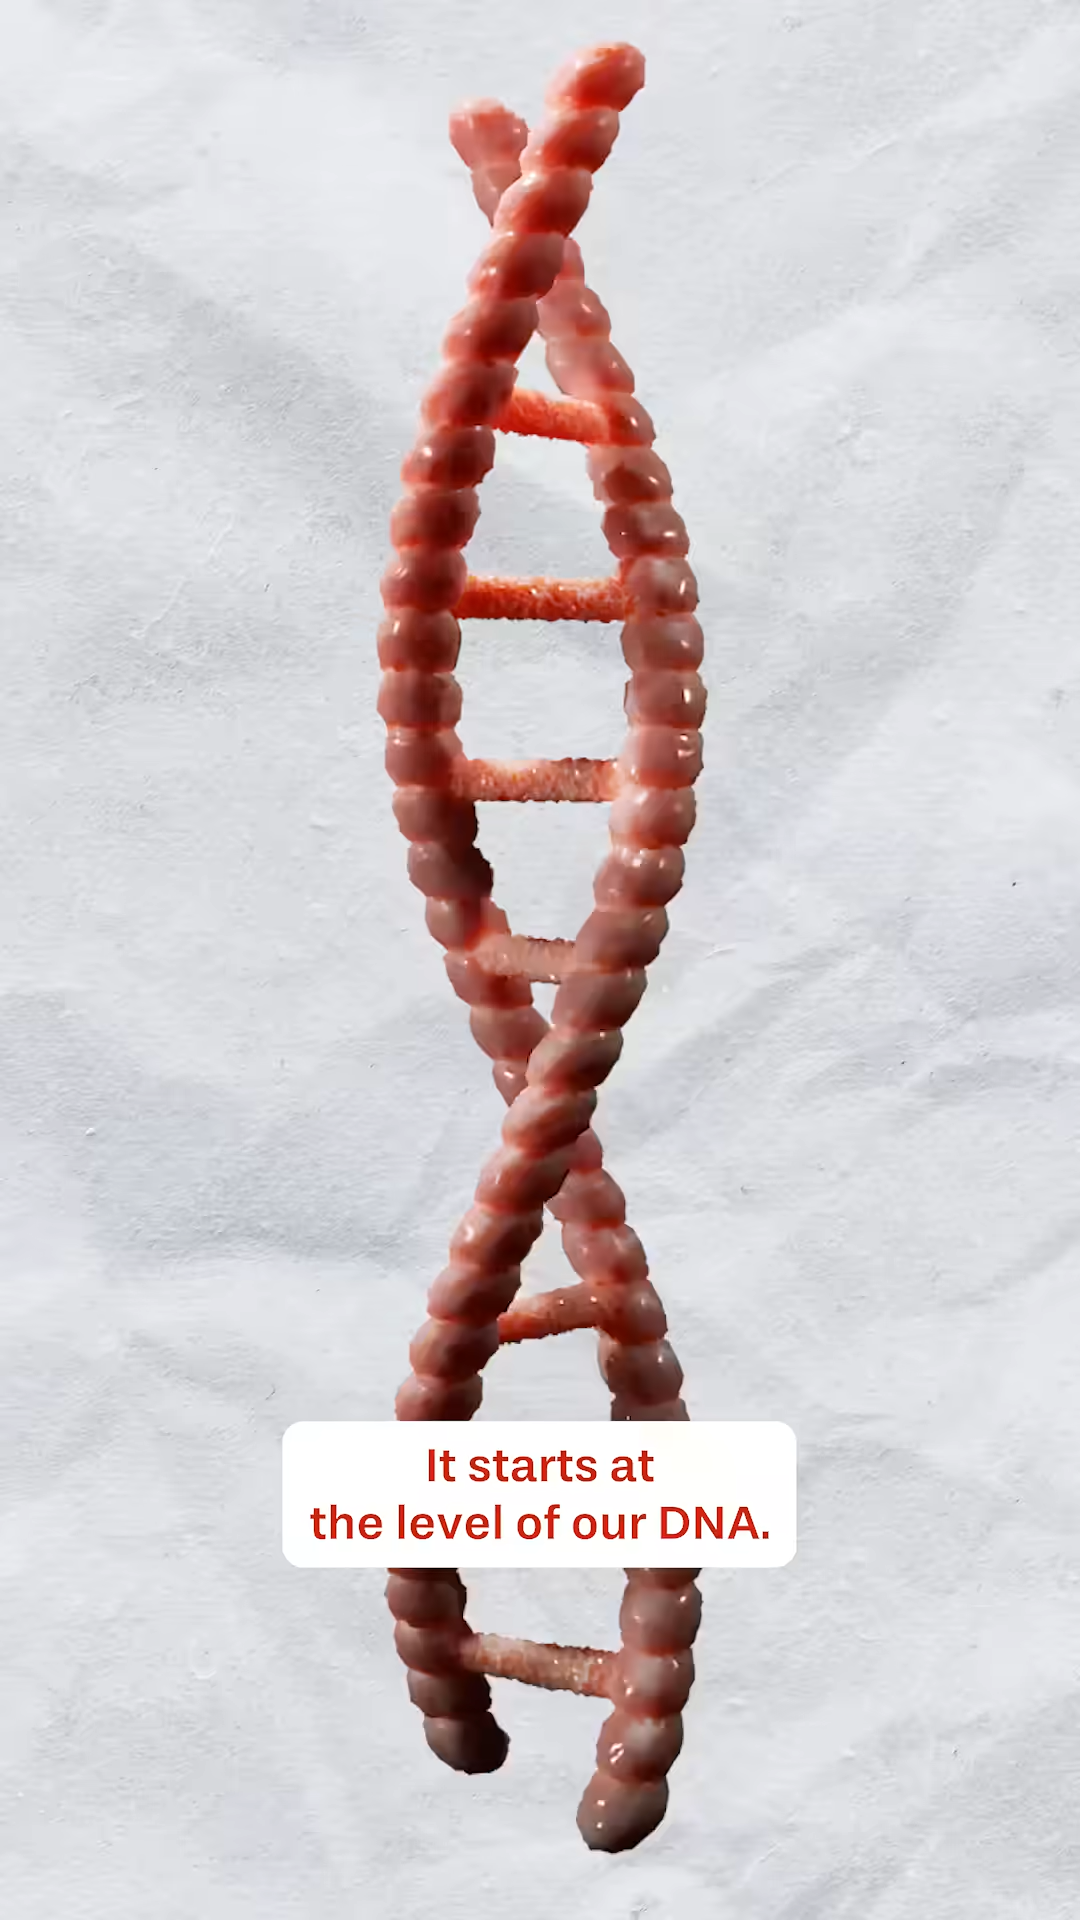 It starts at
the level of our DNA.